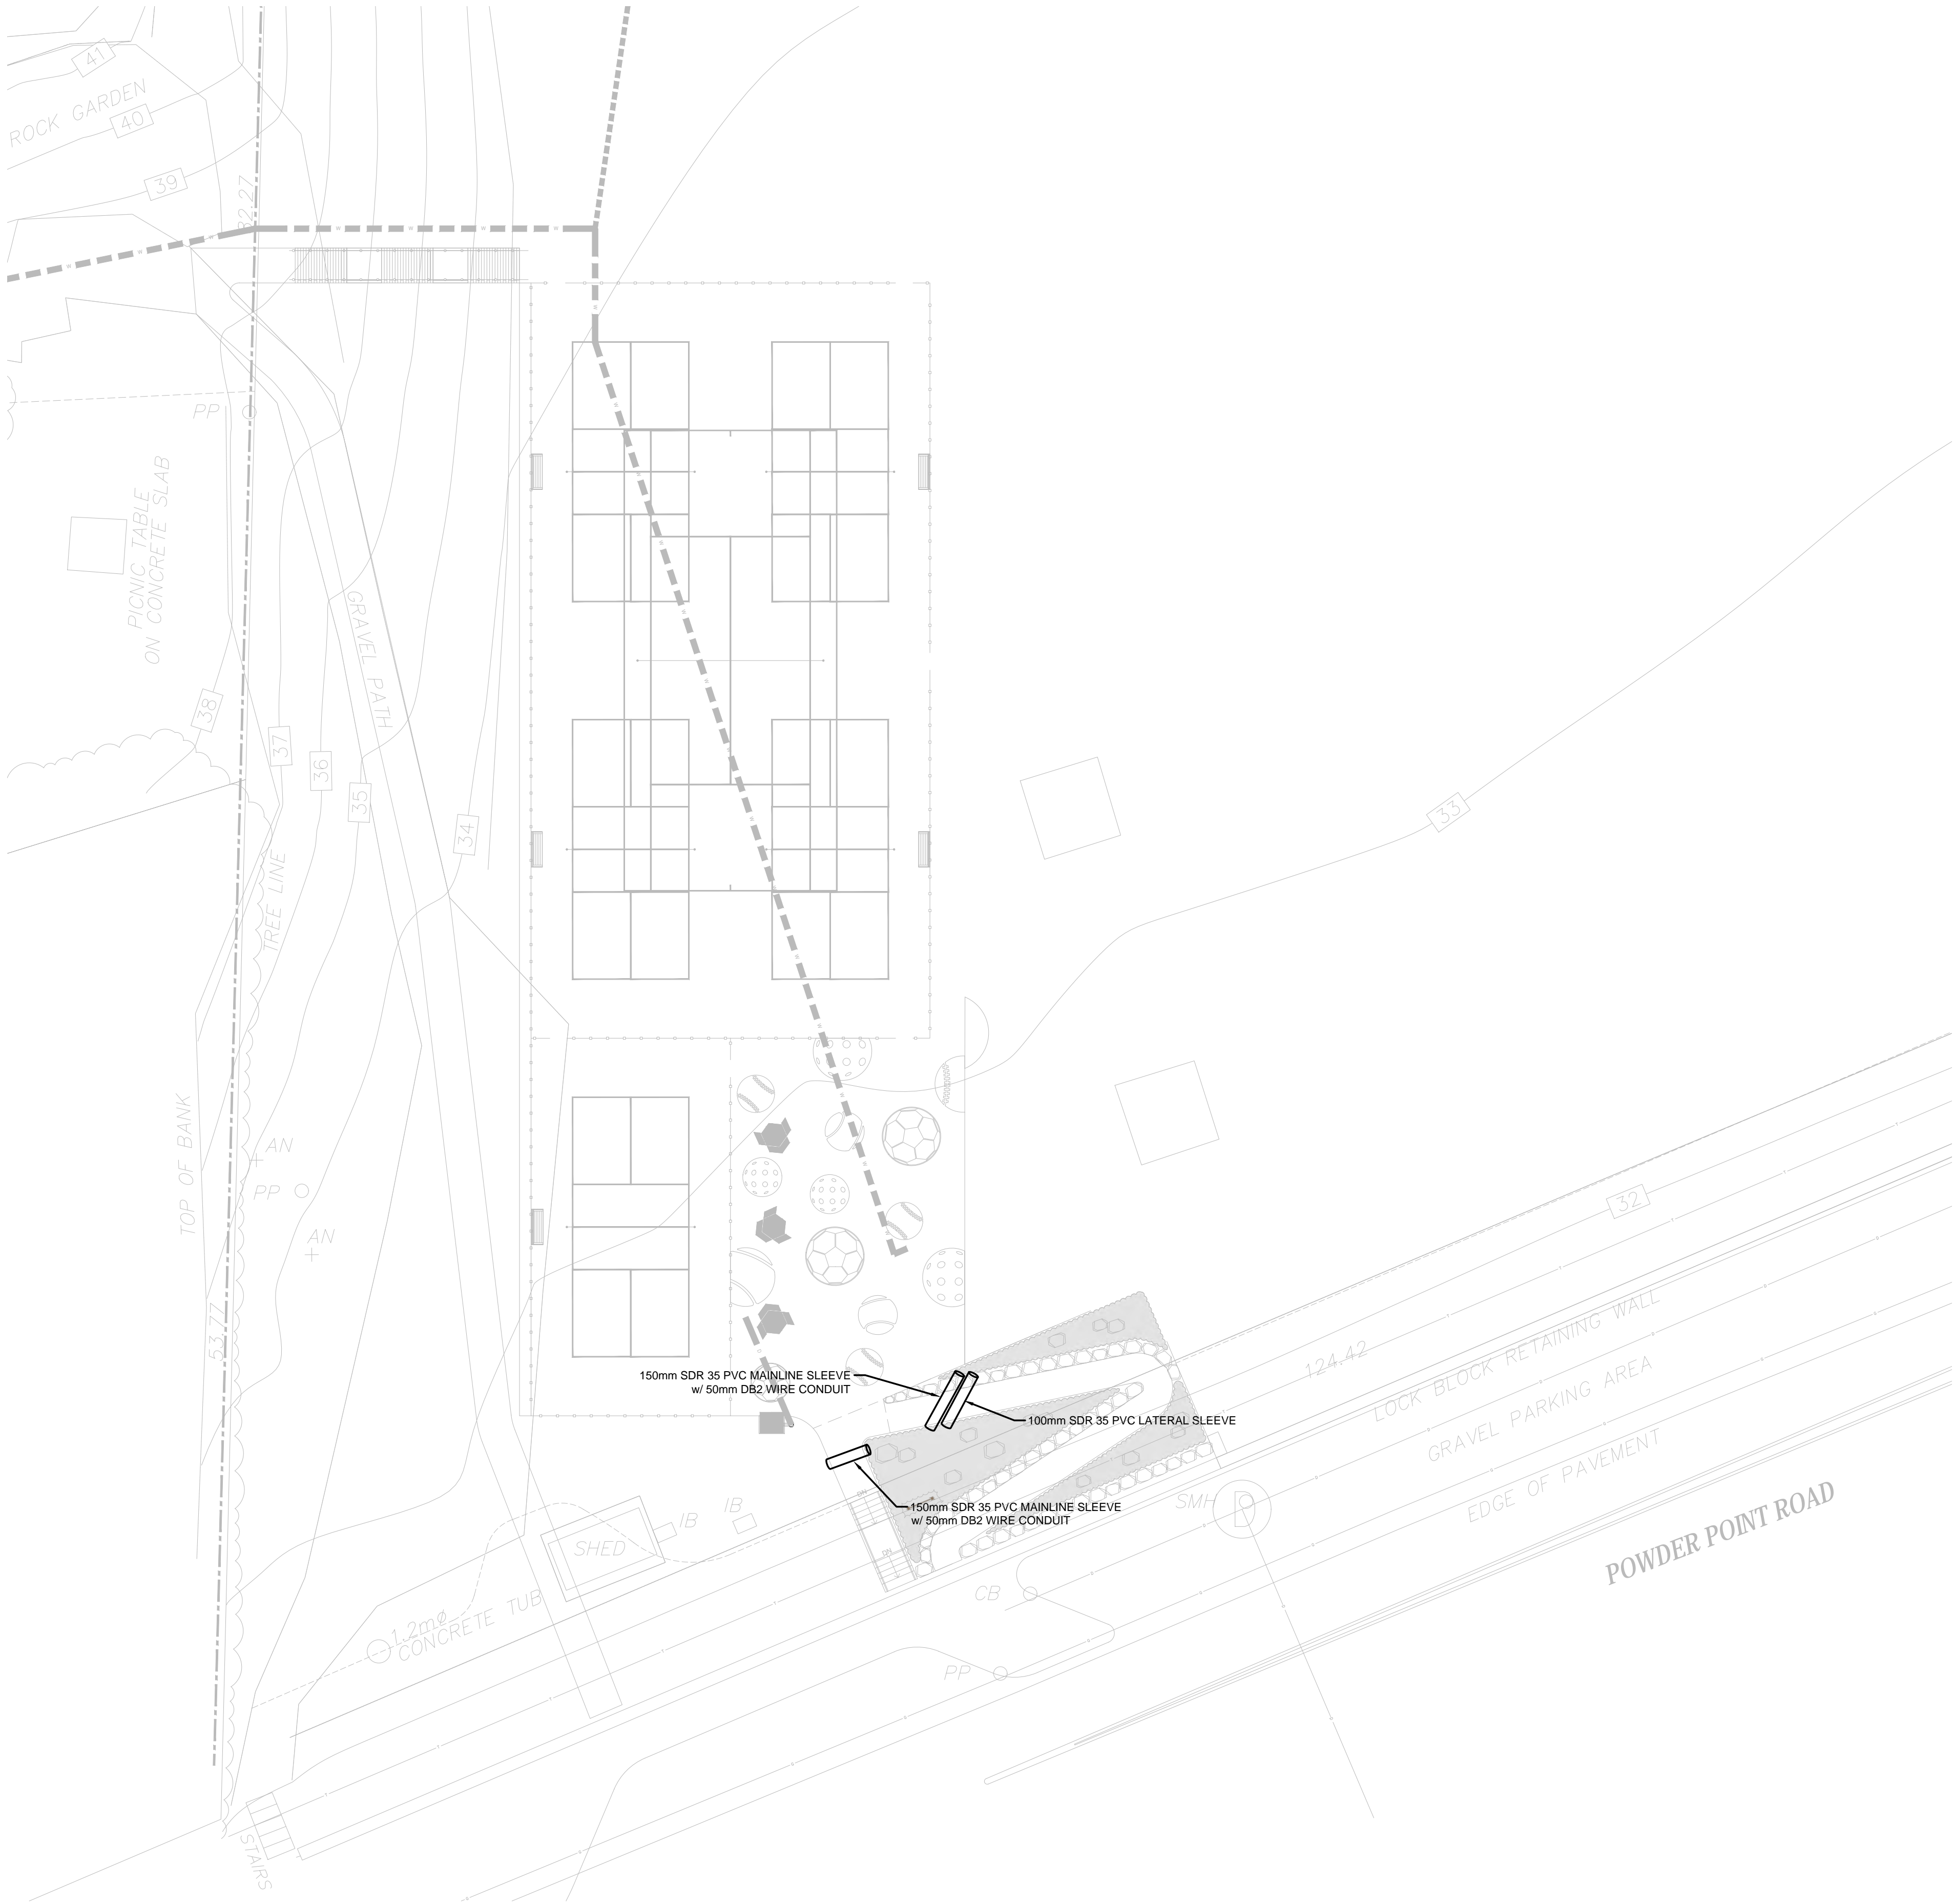 41
ROCK GARDEN
40
39
32.27
PP
PICNIC TABLE
ON CONCRETE SLAB
GRAVEL PATH
38
37
36
35
34
33
TREE LINE
TOP OF BANK
AN
PP
AN
32
53.77
150mm SDR 35 PVC MAINLINE SLEEVE
w/ 50mm DB2 WIRE CONDUIT
100mm SDR 35 PVC LATERAL SLEEVE
124.42
LOCK BLOCK RETAINING WALL
GRAVEL PARKING AREA
EDGE OF PAVEMENT
150mm SDR 35 PVC MAINLINE SLEEVE
w/ 50mm DB2 WIRE CONDUIT
DN
DN
SMH
D
IB
IB
SHED
POWDER POINT ROAD
CB
1.2mø
CONCRETE TUB
PP
STAIRS